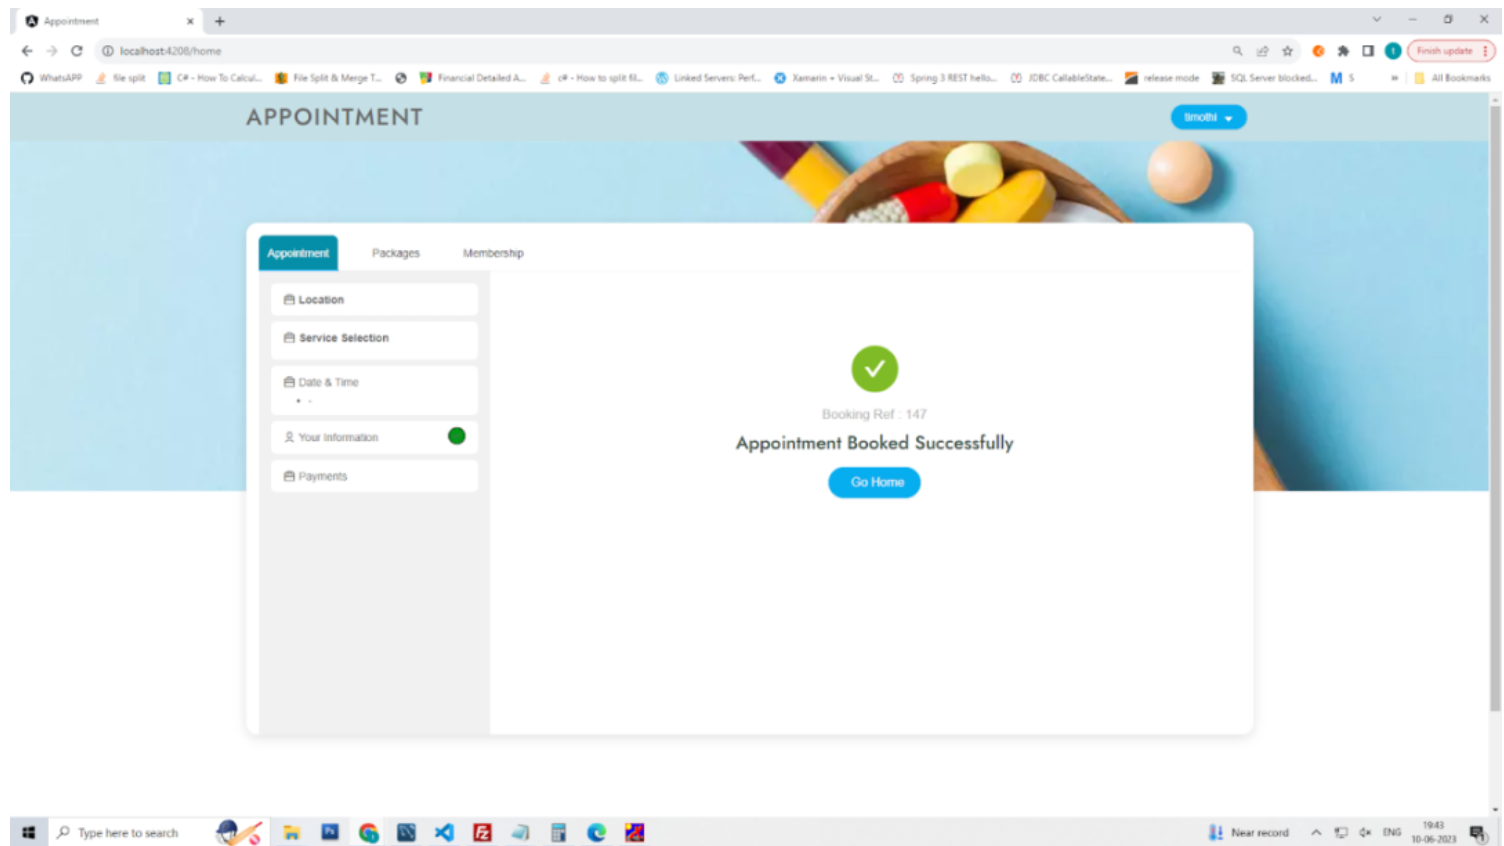 Appointment
localhost:4208/home
Finish update
WhatsAPP file split C# - How To Calcul... File Split & Merge T... Financial Detailed A... c# - How to split fil... Linked Servers: Perf... Xamarin + Visual St... Spring 3 REST hello... JDBC CallableState... release mode SQL Server blocked... S » All Bookmarks
APPOINTMENT
timothi
Appointment Packages Membership
Location
Service Selection
Date & Time
-
Your Information
Payments
Booking Ref : 147
Appointment Booked Successfully
Go Home
Type here to search
Near record
ENG
19:43
10-06-2023